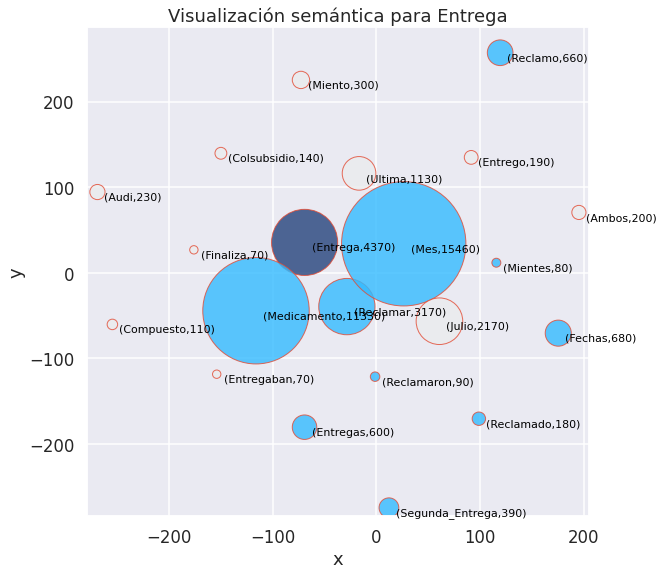 Visualización semántica para Entrega
(Reclamo,660)
(Miento,300)
(Colsubsidio,140)
(Entrego,190)
(Ultima,1130)
(Audi,230)
(Ambos,200)
(Entrega,4370)
(Mes,15460)
(Finaliza,70)
(Mientes,80)
(Medicamento,11350)
(Reclamar,3170)
(Julio,2170)
(Compuesto,110)
(Fechas,680)
(Entregaban,70)
(Reclamaron,90)
(Entregas,600)
(Reclamado,180)
(Segunda_Entrega,390)
200
100
0
−100
−200
y
−200
−100
0
100
200
x